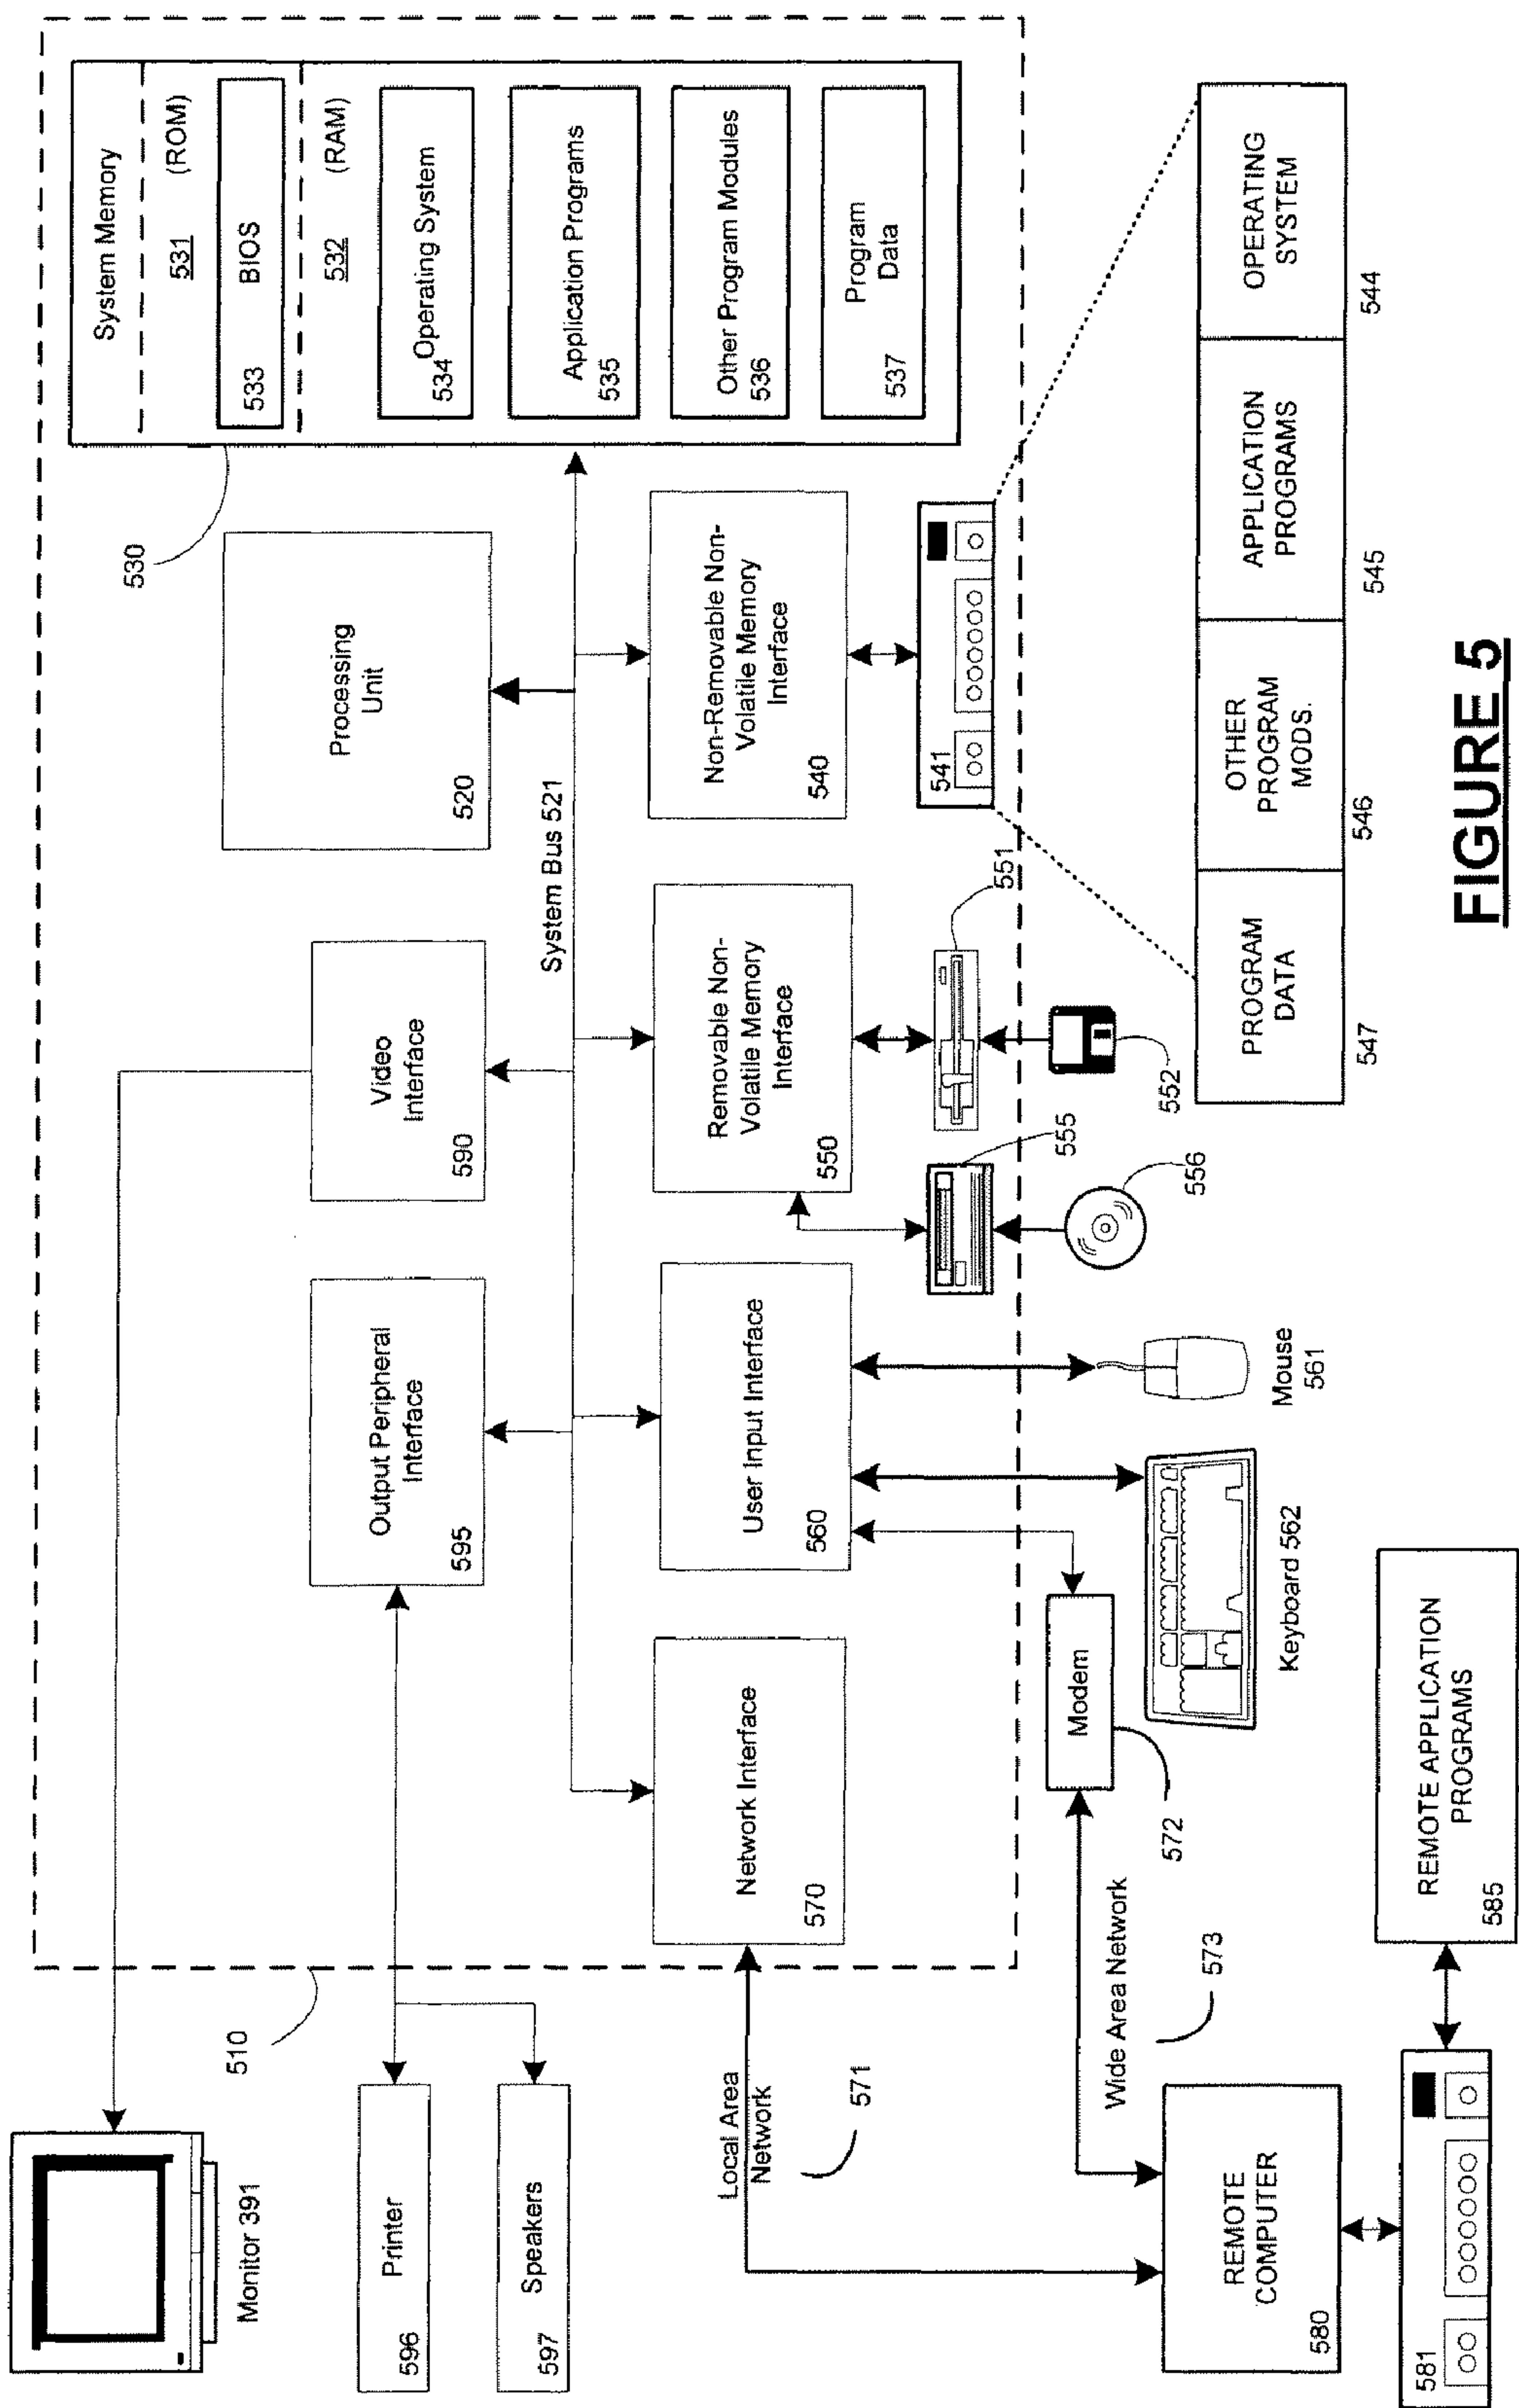 System Memory
531 (ROM)
BIOS
533
532 (RAM)
Operating System
534
Application Programs
535
Other Program Modules
536
Program
Data
537
530
Processing
Unit
520
Video
Interface
590
Output Peripheral
Interface
595
System Bus 521
Non-Removable Non-
Volatile Memory
Interface
540
Removable Non-
Volatile Memory
Interface
550
User Input Interface
560
Network Interface
570
541
551
552
555
556
510
Monitor 391
Printer
596
Speakers
597
Local Area
Network
571
Wide Area Network
573
Modem
572
Mouse
561
Keyboard 562
REMOTE
COMPUTER
580
581
REMOTE APPLICATION
PROGRAMS
585
OPERATING
SYSTEM
544
APPLICATION
PROGRAMS
545
OTHER
PROGRAM
MODS.
546
PROGRAM
DATA
547
FIGURE 5